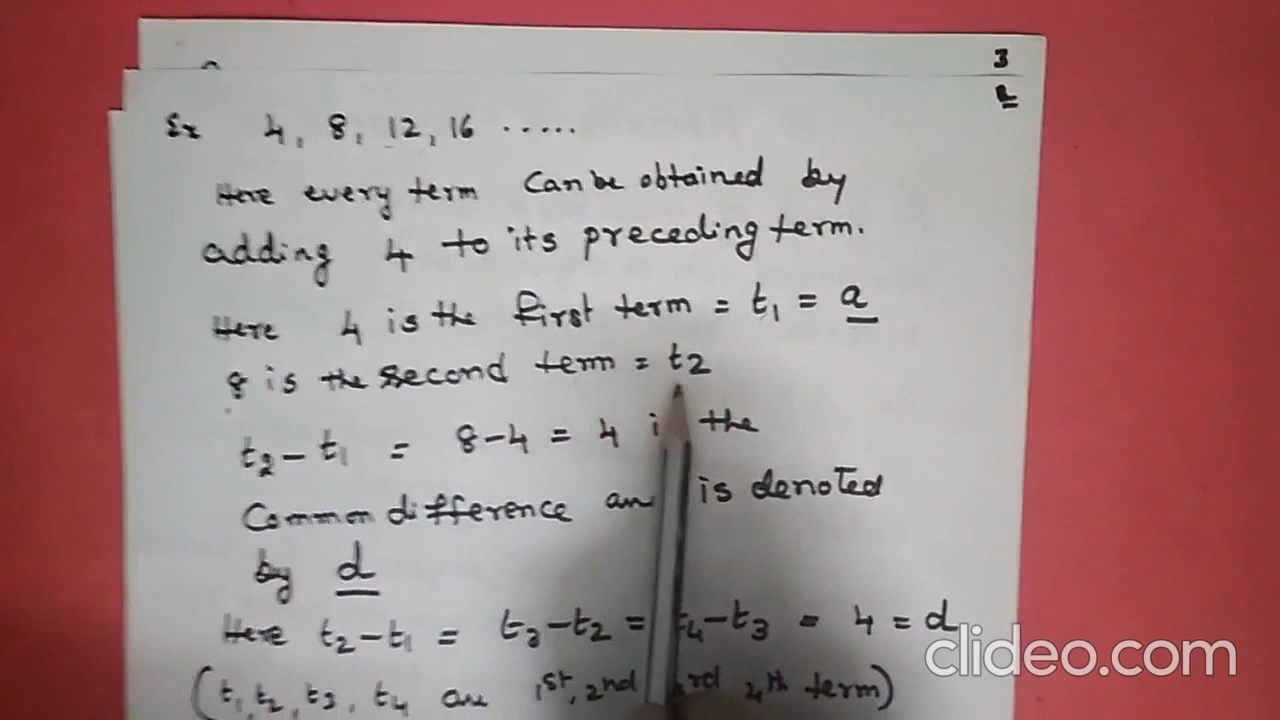 3
Ex 4, 8, 12, 16 ......
Here every term can be obtained by
adding 4 to its preceding term.
Here 4 is the first term = t1 = a
8 is the second term = t2
t2 - t1 = 8-4 = 4 the
Common difference is denoted
by d
Here t2-t1 = t3-t2 = t4-t3 = 4 = d
(t1, t2, t3, t4 are 1st, 2nd 3rd 4th term)
clideo.com